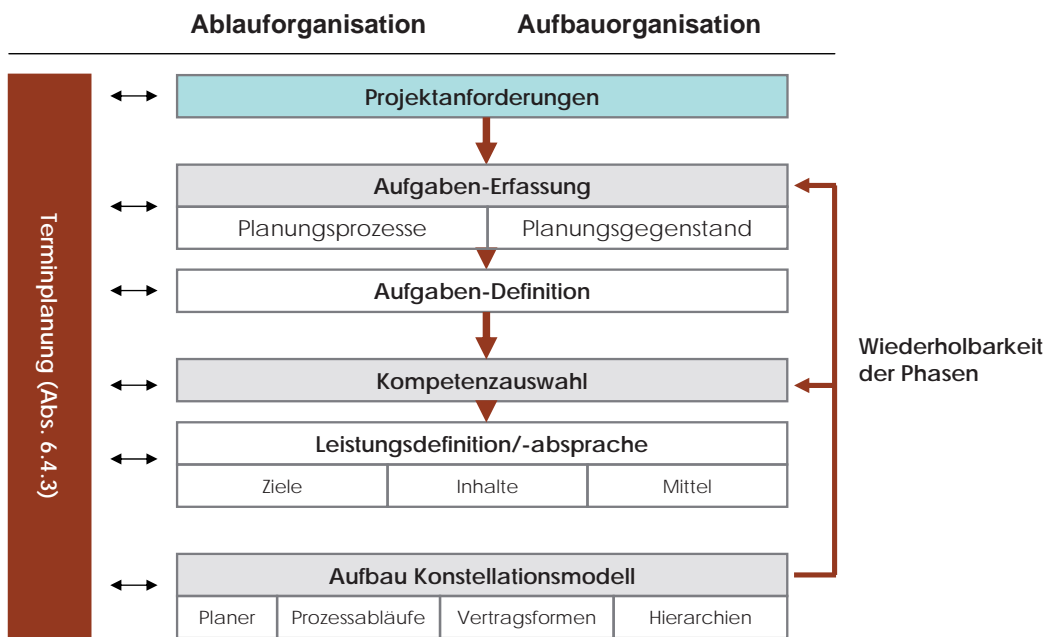 Ablauforganisation Aufbauorganisation
Terminplanung (Abs. 6.4.3)
Projektanforderungen
Aufgaben-Erfassung
Planungsprozesse Planungsgegenstand
Aufgaben-Definition
Kompetenzauswahl
Leistungsdefinition/-absprache
Ziele Inhalte Mittel
Aufbau Konstellationsmodell
Planer Prozessabläufe Vertragsformen Hierarchien
Wiederholbarkeit
der Phasen